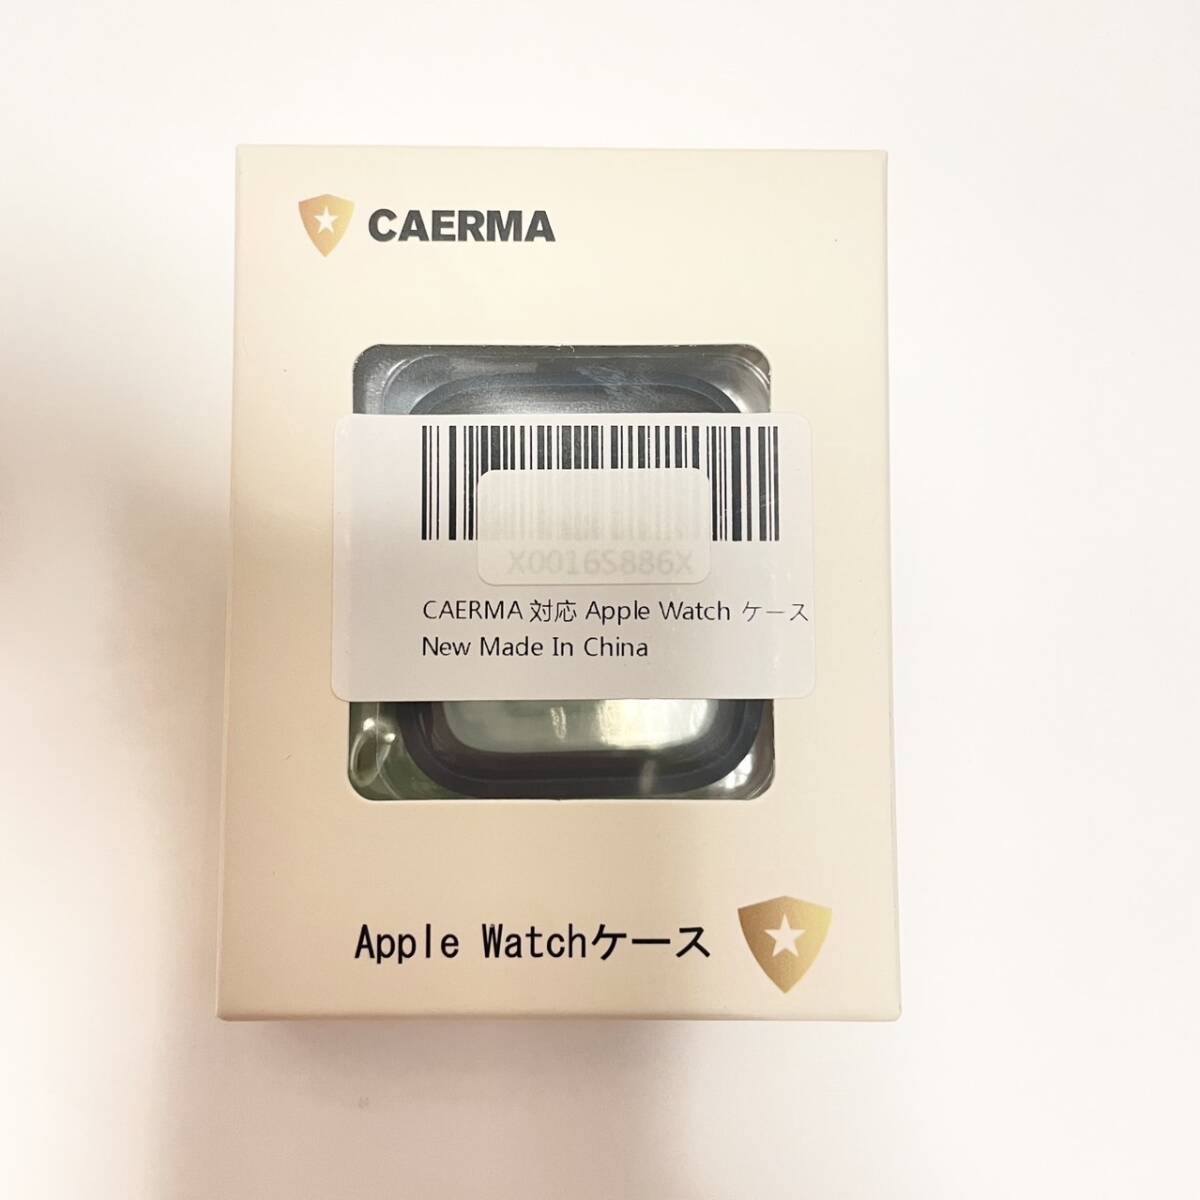 CAERMA
X0016S886X
CAERMA 対応 Apple Watch ケース
New Made In China
Apple Watchケース